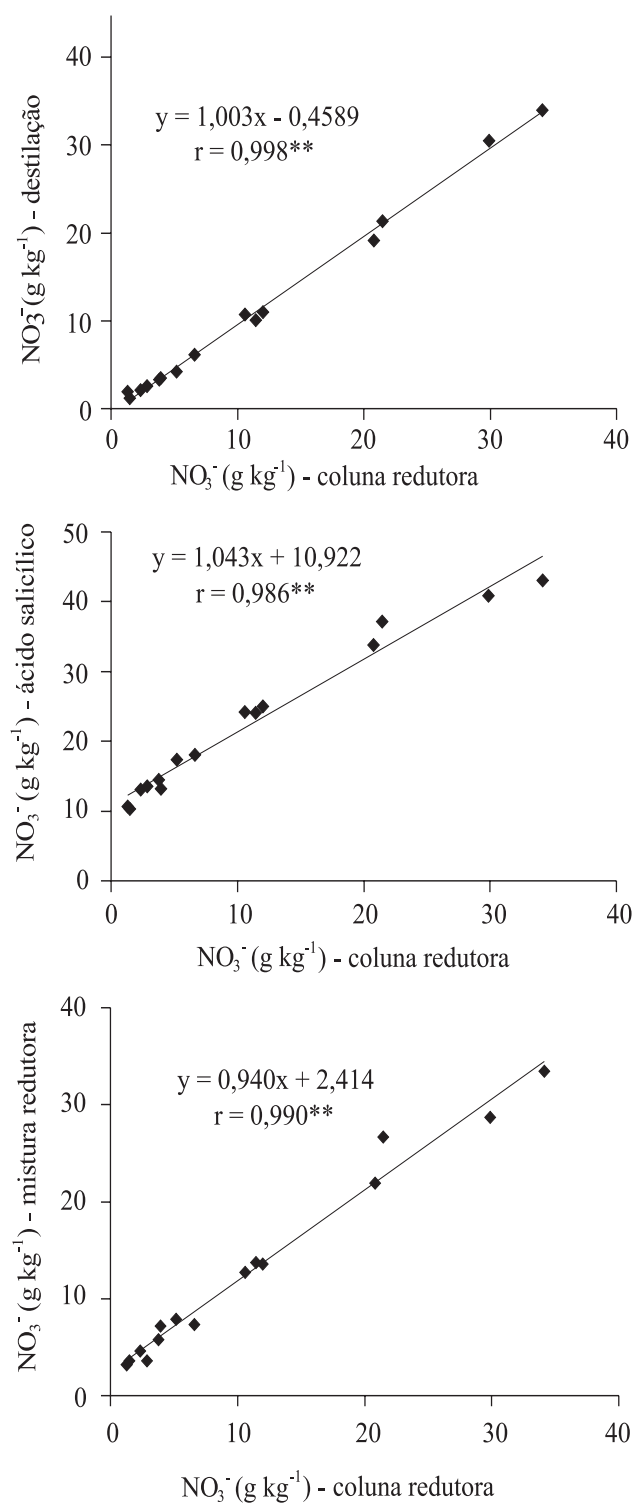 40
30
20
10
0
NO₃⁻ (g kg⁻¹) - destilação
y = 1,003x - 0,4589
r = 0,998**
0 10 20 30 40
NO₃⁻ (g kg⁻¹) - coluna redutora
50
40
30
20
10
0
NO₃⁻ (g kg⁻¹) - ácido salicílico
y = 1,043x + 10,922
r = 0,986**
0 10 20 30 40
NO₃⁻ (g kg⁻¹) - coluna redutora
40
30
20
10
0
NO₃⁻ (g kg⁻¹) - mistura redutora
y = 0,940x + 2,414
r = 0,990**
0 10 20 30 40
NO₃⁻ (g kg⁻¹) - coluna redutora